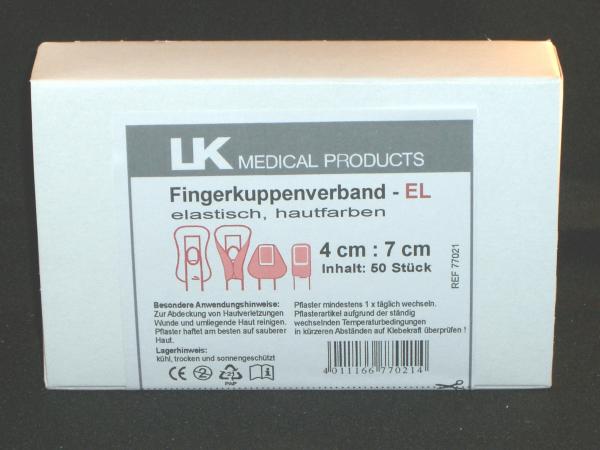 LK MEDICAL PRODUCTS
Fingerkuppenverband - EL
elastisch, hautfarben
4 cm : 7 cm
Inhalt: 50 Stück
REF 77021
Besondere Anwendungshinweise:
Zur Abdeckung von Hautverletzungen
Wunde und umliegende Haut reinigen.
Pflaster haftet am besten auf sauberer
Haut.
Lagerhinweis:
kühl, trocken und sonnengeschützt
Pflaster mindestens 1 x täglich wechseln.
Pflasterartikel aufgrund der ständig
wechselnden Temperaturbedingungen
in kürzeren Abständen auf Klebekraft überprüfen !
CE 2 21 i
PAP
4 011166 770214